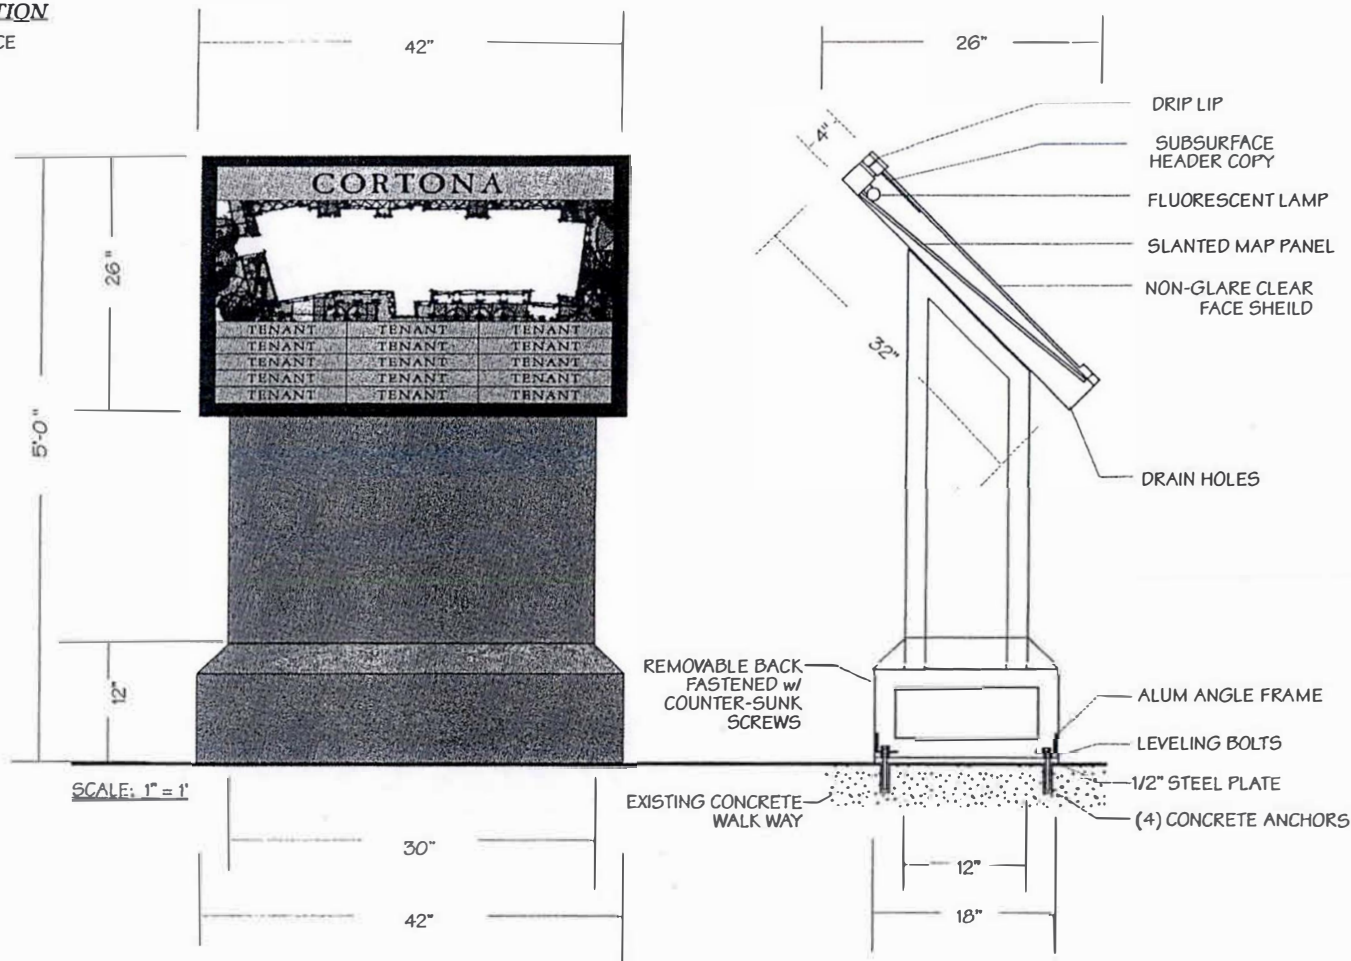 42"
26"
DRIP LIP
4"
SUBSURFACE
HEADER COPY
CORTONA
FLUORESCENT LAMP
SLANTED MAP PANEL
26"
NON-GLARE CLEAR
FACE SHEILD
TENANT TENANT TENANT
TENANT TENANT TENANT
TENANT TENANT TENANT
TENANT TENANT TENANT
TENANT TENANT TENANT
32"
5'-0"
DRAIN HOLES
12"
REMOVABLE BACK
FASTENED w/
COUNTER-SUNK
SCREWS
ALUM ANGLE FRAME
LEVELING BOLTS
1/2" STEEL PLATE
(4) CONCRETE ANCHORS
SCALE: 1" = 1'
EXISTING CONCRETE
WALK WAY
30"
12"
42"
18"